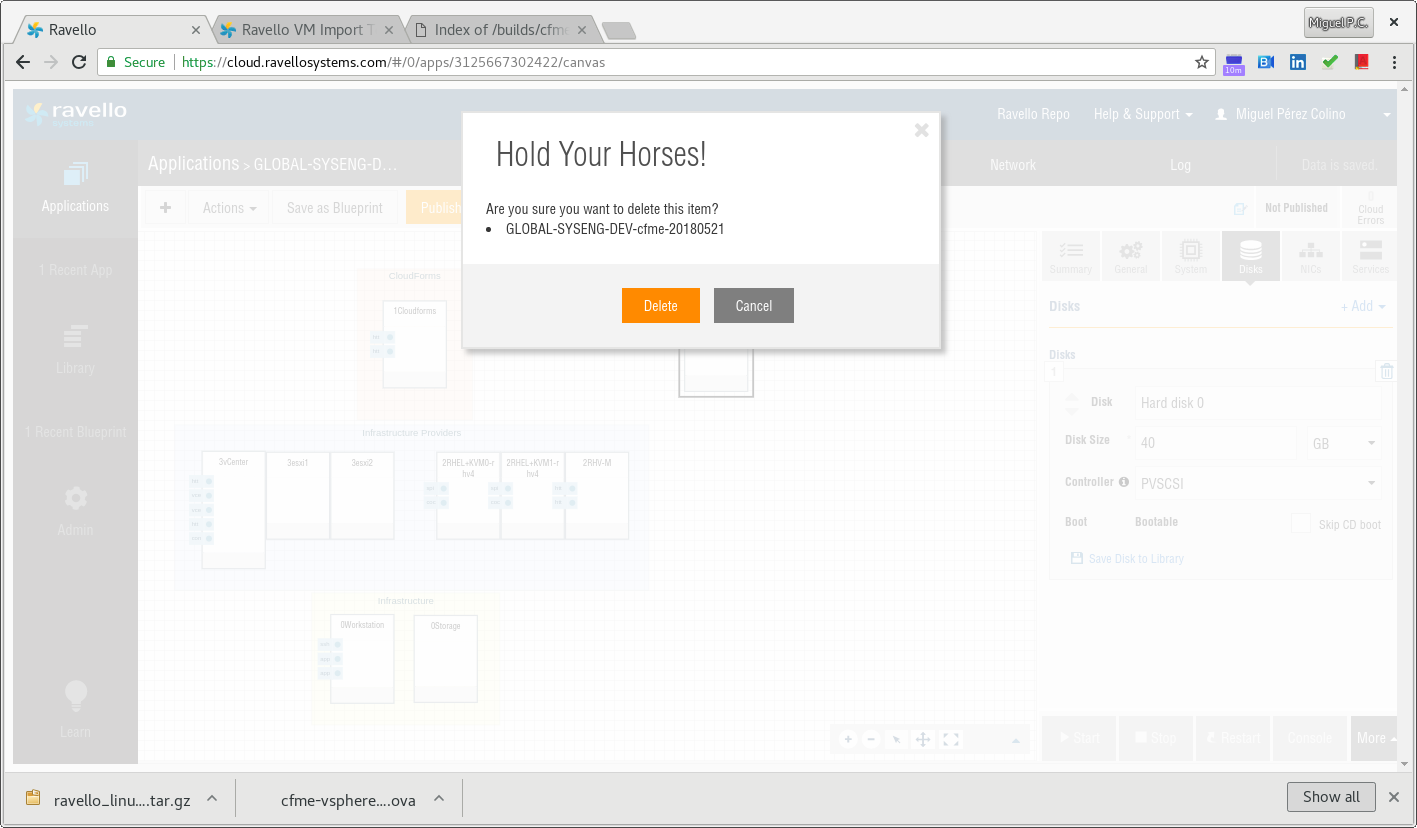 Miguel P.C.
Ravello
Ravello VM Import T
Index of /builds/cfme
Secure
https://cloud.ravellosystems.com/#/0/apps/3125667302422/canvas
10m
ravello
Ravello Repo
Help & Support
Miguel Pérez Colino
Applications > GLOBAL-SYSENG-D...
Network
Log
Data is saved.
Applications
1 Recent App
Library
1 Recent Blueprint
Admin
Learn
Actions
Save as Blueprint
Publish
Not Published
Cloud
Errors
Hold Your Horses!
Are you sure you want to delete this item?
• GLOBAL-SYSENG-DEV-cfme-20180521
Delete
Cancel
Summary
General
System
Disks
NICs
Services
Disks
+ Add
Disks
1
Disk
Hard disk 0
Disk Size
40
GB
Controller
PVSCSI
Boot
Bootable
Skip CD boot
Save Disk to Library
CloudForms
1Cloudforms
Infrastructure Providers
3vCenter
3esxi1
3esxi2
2RHEL+KVM0-r
hv4
2RHEL+KVM1-r
hv4
2RHV-M
Infrastructure
0Workstation
0Storage
Start
Stop
Restart
Console
More
ravello_linu....tar.gz
cfme-vsphere....ova
Show all